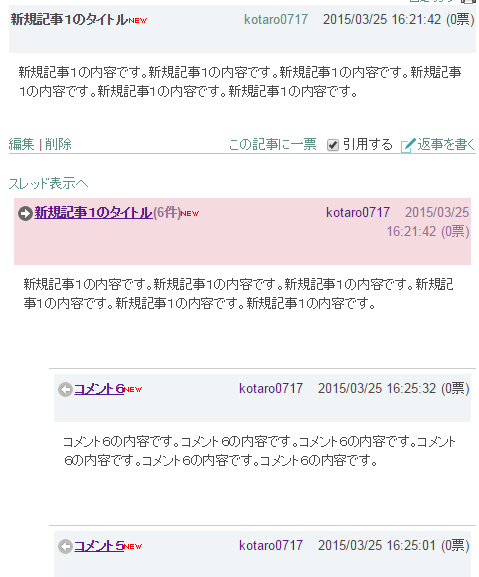 新規記事1のタイトルNEW kotaro0717 2015/03/25 16:21:42 (0票)
新規記事1の内容です。新規記事1の内容です。新規記事1の内容です。新規記事
1の内容です。新規記事1の内容です。新規記事1の内容です。
編集 | 削除 この記事に一票 引用する 返事を書く
スレッド表示へ
新規記事1のタイトル(6件)NEW kotaro0717 2015/03/25
16:21:42 (0票)
新規記事1の内容です。新規記事1の内容です。新規記事1の内容です。新規記
事1の内容です。新規記事1の内容です。新規記事1の内容です。
コメント6NEW kotaro0717 2015/03/25 16:25:32 (0票)
コメント6の内容です。コメント6の内容です。コメント6の内容です。コメント
6の内容です。コメント6の内容です。コメント6の内容です。
コメント5NEW kotaro0717 2015/03/25 16:25:01 (0票)